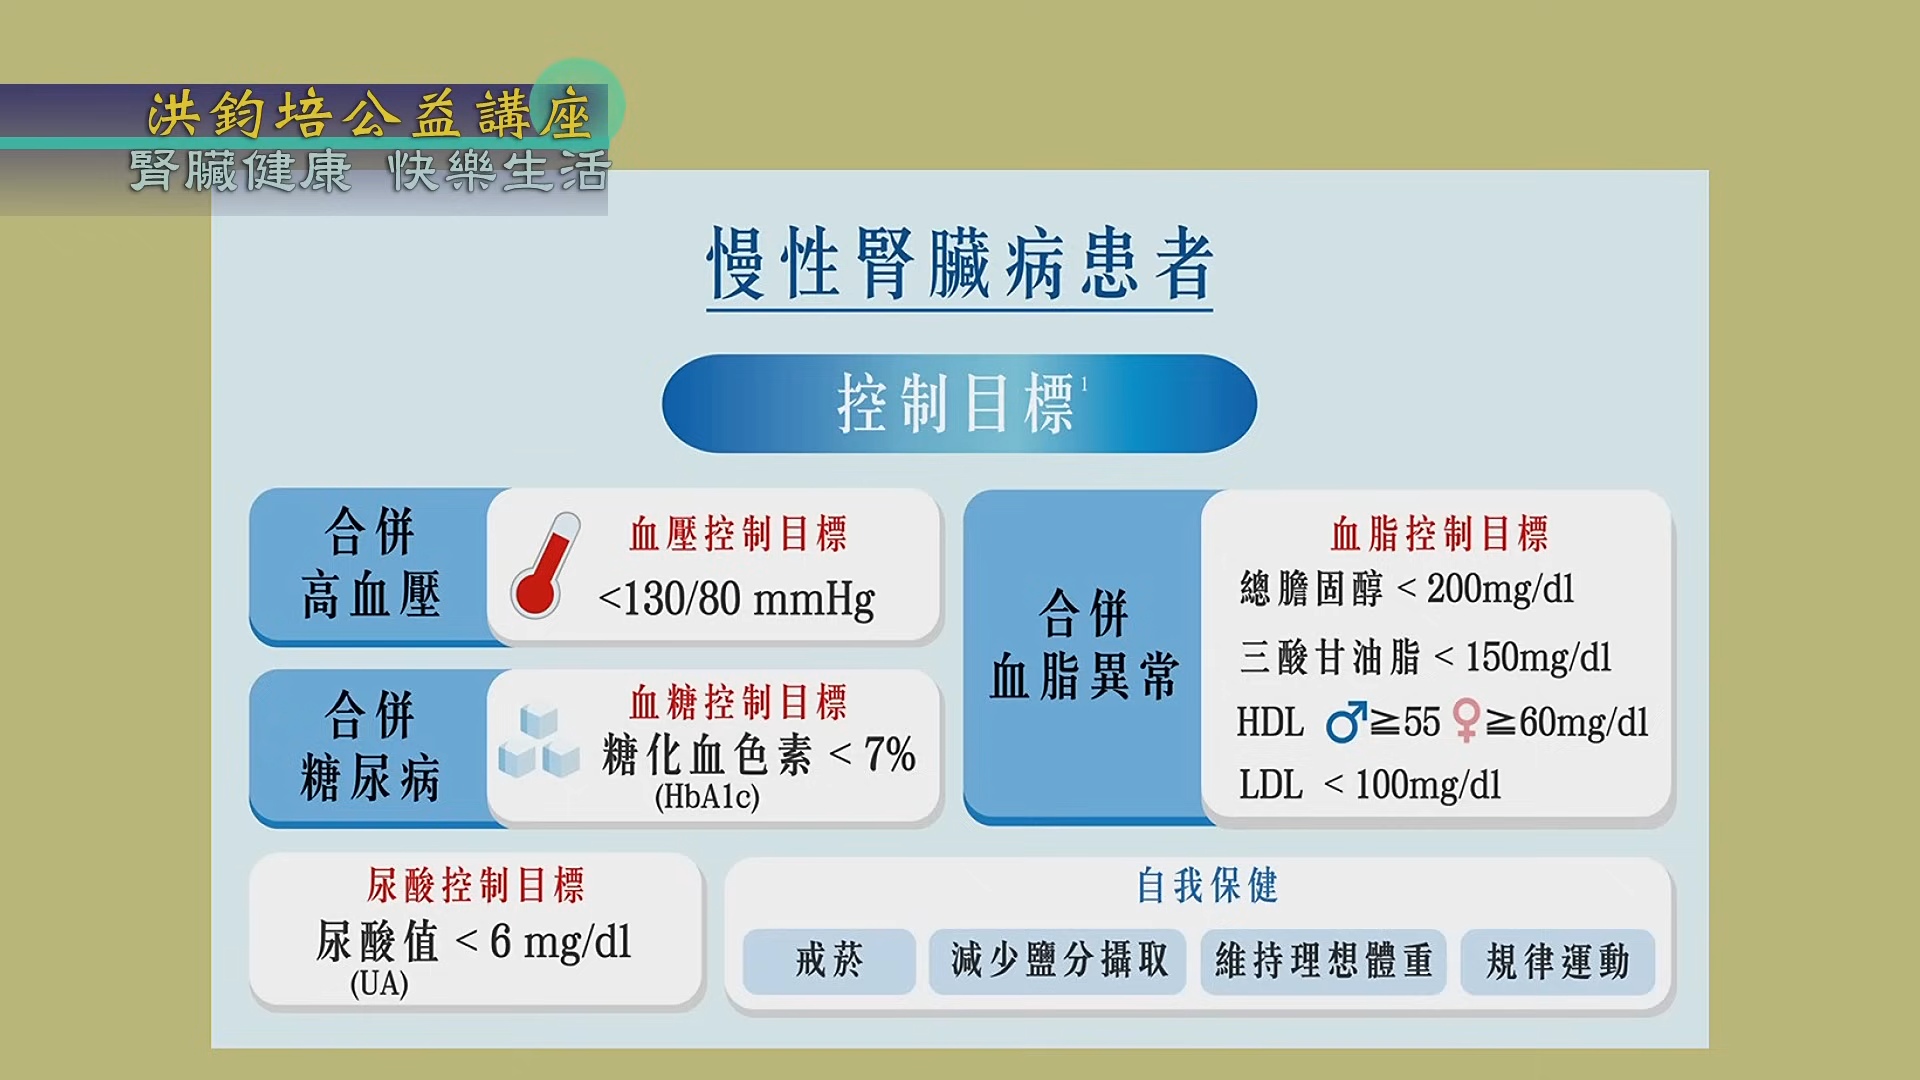 洪鈞培公益講座
腎臟健康 快樂生活
慢性腎臟病患者
控制目標1
合併
高血壓
血壓控制目標
<130/80 mmHg
合併
糖尿病
血糖控制目標
糖化血色素 < 7%
(HbA1c)
合併
血脂異常
血脂控制目標
總膽固醇 < 200mg/dl
三酸甘油脂 < 150mg/dl
HDL ♂≧55 ♀≧60mg/dl
LDL < 100mg/dl
尿酸控制目標
尿酸值 < 6 mg/dl
(UA)
自我保健
戒菸 減少鹽分攝取 維持理想體重 規律運動